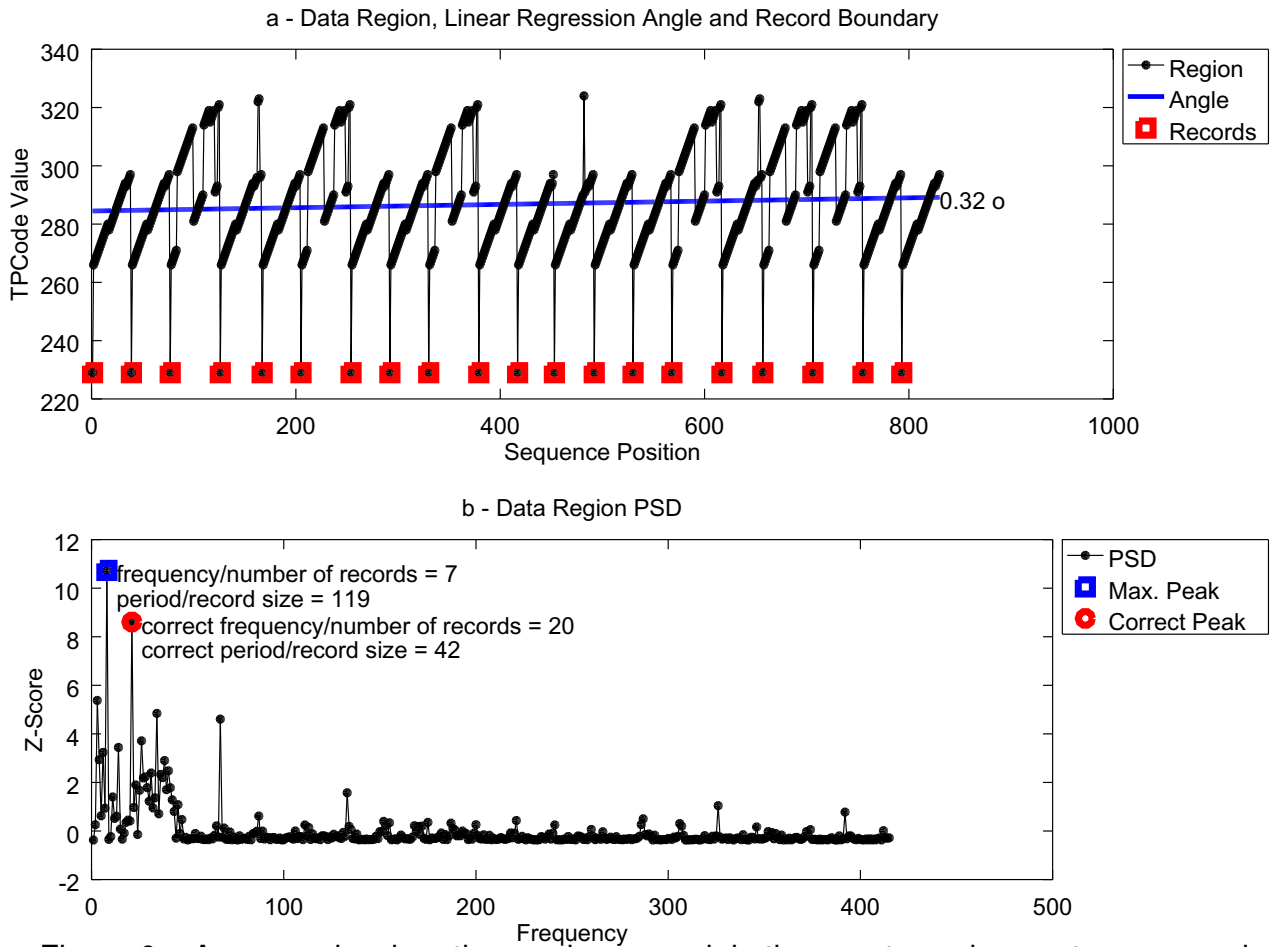 a - Data Region, Linear Regression Angle and Record Boundary
340
320
300
280
260
240
220
TPCode Value
0.32 o
0
200
400
600
800
1000
Sequence Position
Region
Angle
Records
b - Data Region PSD
12
10
8
6
4
2
0
-2
Z-Score
frequency/number of records = 7
period/record size = 119
correct frequency/number of records = 20
correct period/record size = 42
0
100
200
300
400
500
Frequency
PSD
Max. Peak
Correct Peak